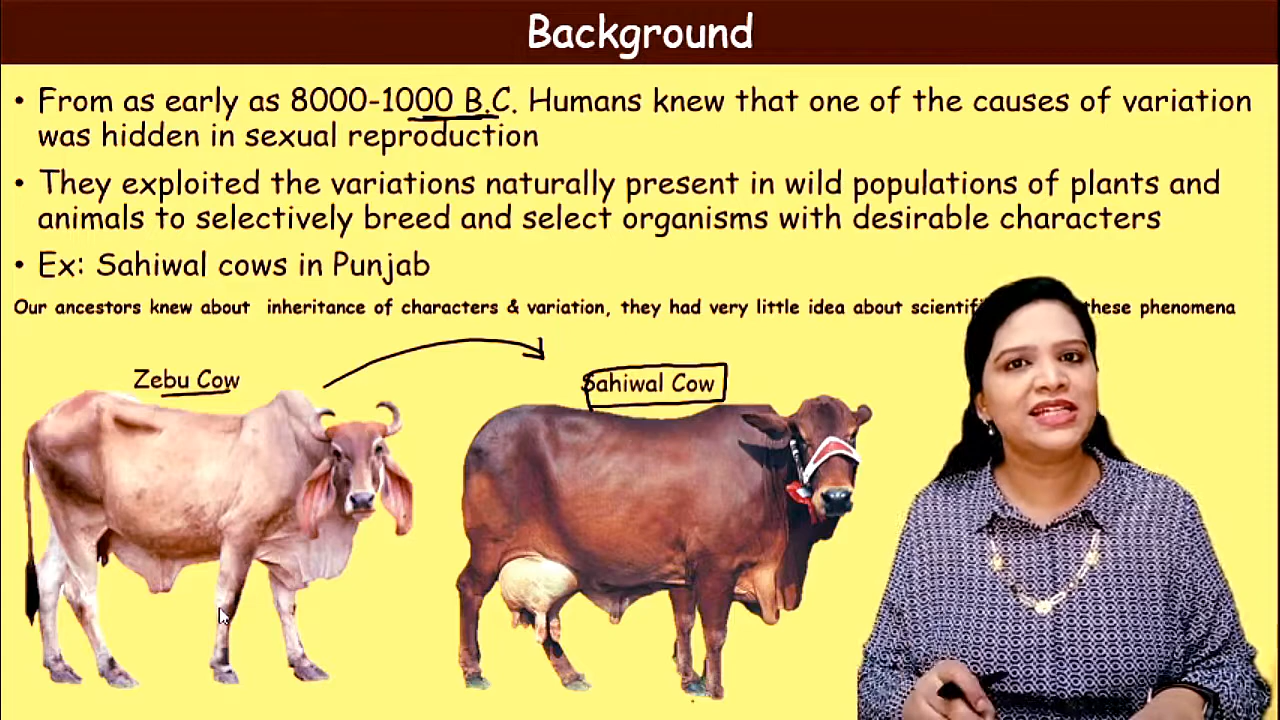 Background
• From as early as 8000-1000 B.C. Humans knew that one of the causes of variation
was hidden in sexual reproduction
• They exploited the variations naturally present in wild populations of plants and
animals to selectively breed and select organisms with desirable characters
• Ex: Sahiwal cows in Punjab
Our ancestors knew about inheritance of characters & variation, they had very little idea about these phenomena
Zebu Cow
Sahiwal Cow